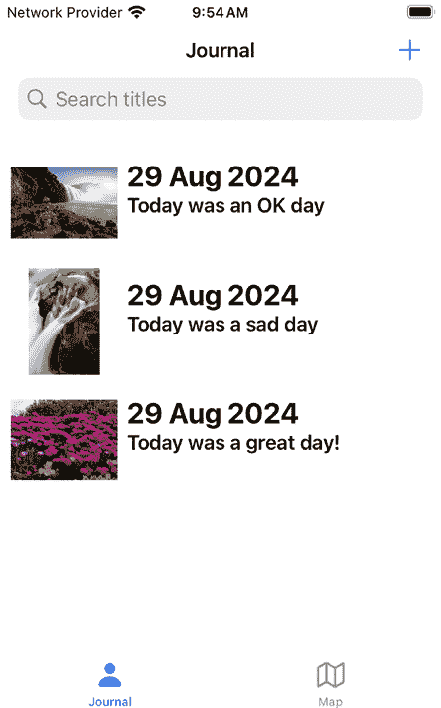 Network Provider 9:54 AM
Journal
Search titles
29 Aug 2024
Today was an OK day
29 Aug 2024
Today was a sad day
29 Aug 2024
Today was a great day!
Journal Map